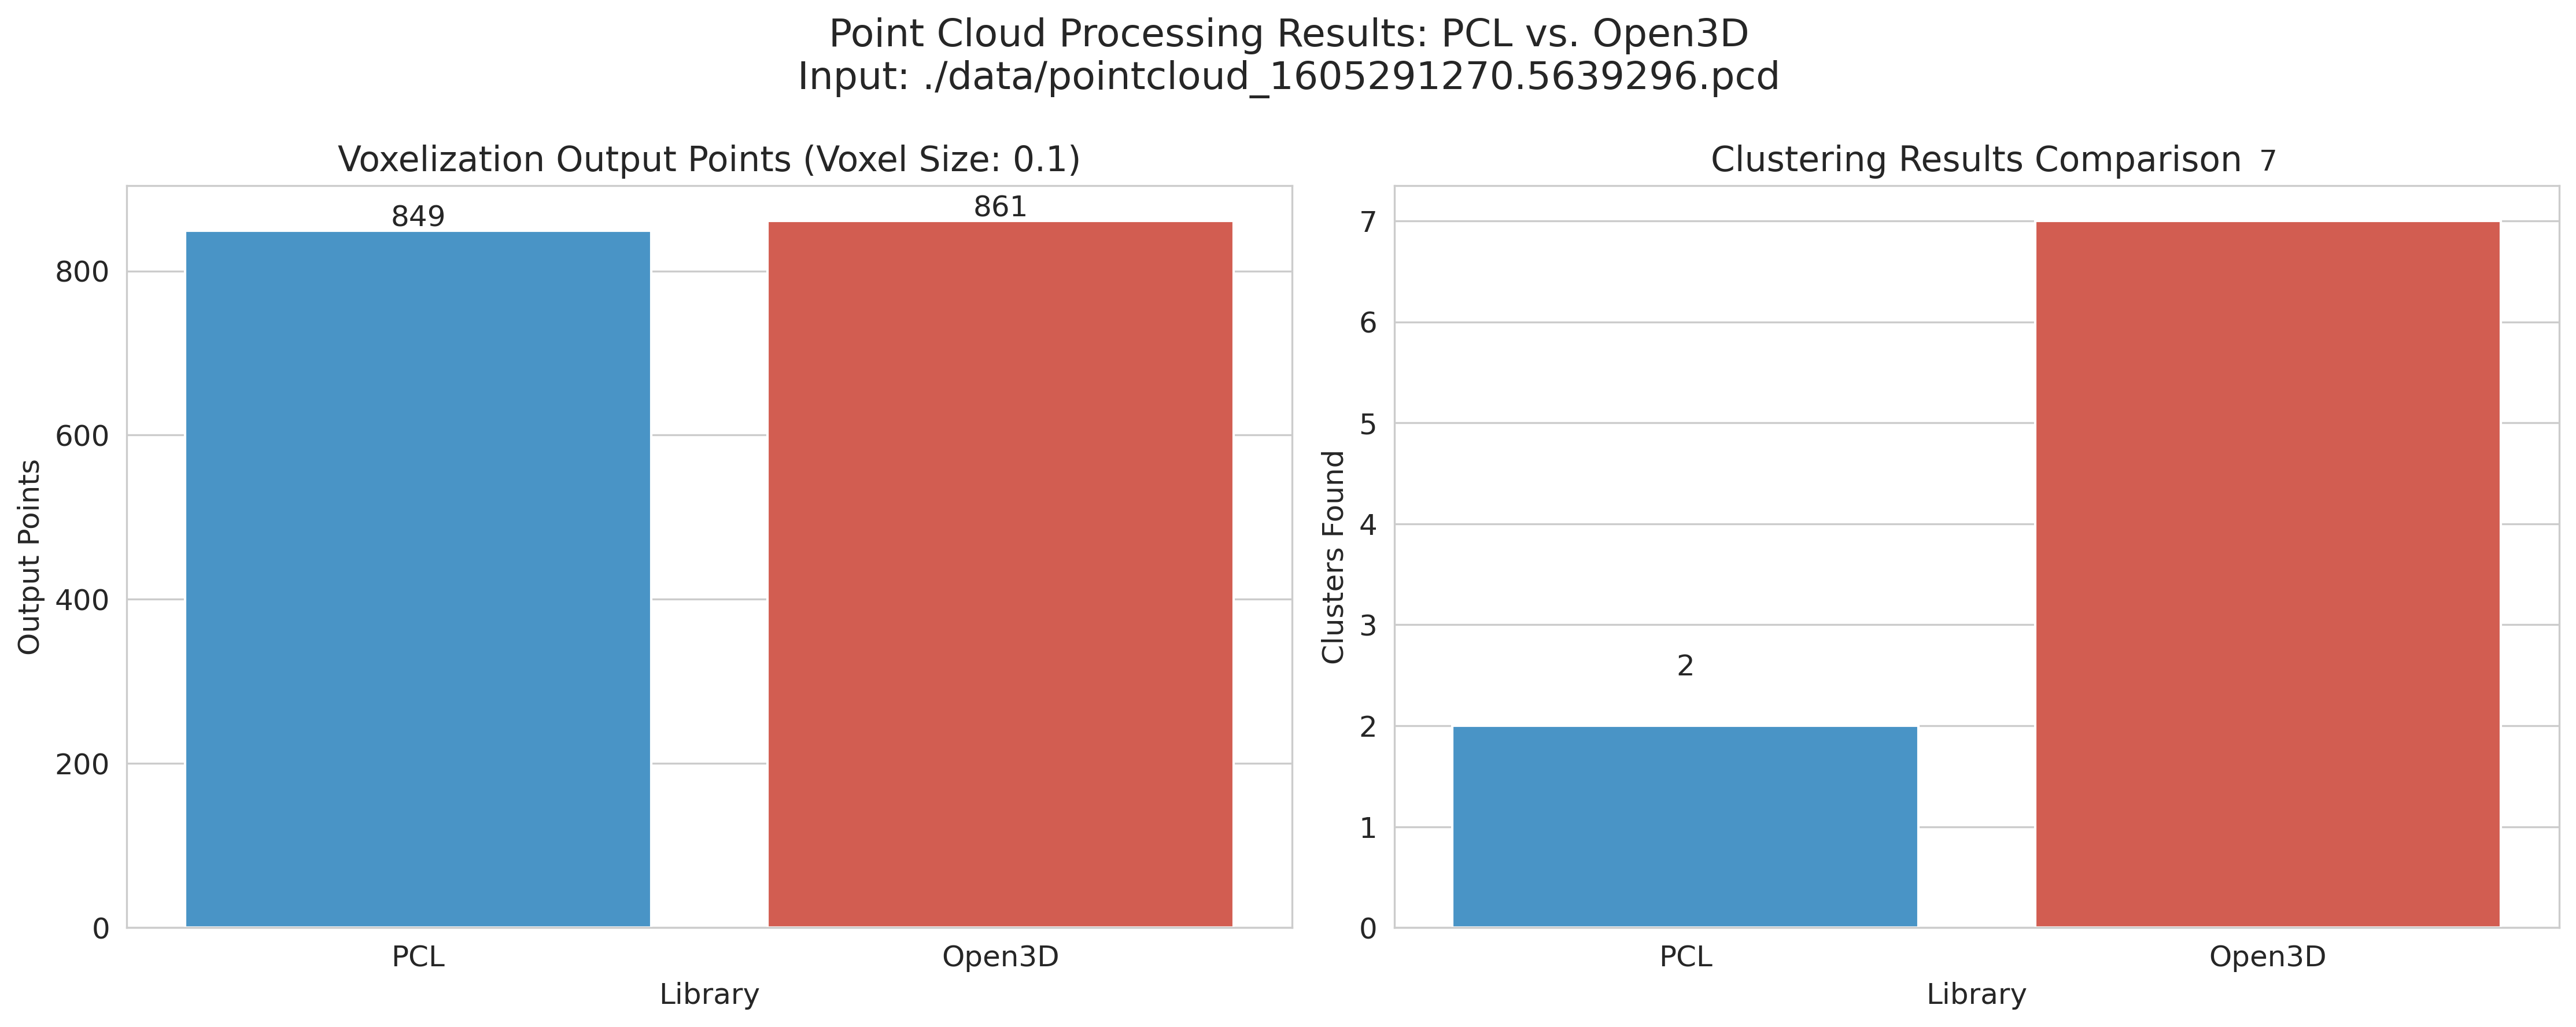 Point Cloud Processing Results: PCL vs. Open3D
Input: ./data/pointcloud_1605291270.5639296.pcd
Voxelization Output Points (Voxel Size: 0.1)
849
861
800
600
400
200
0
Output Points
PCL
Open3D
Library
Clustering Results Comparison
7
7
6
5
4
3
2
1
0
2
Clusters Found
PCL
Open3D
Library